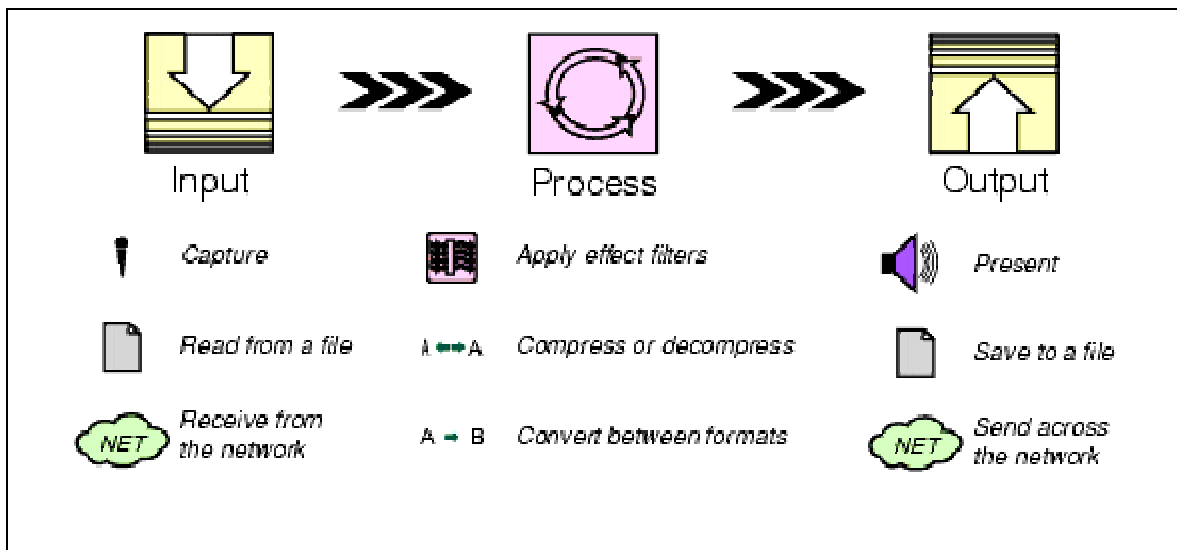 Input
Process
Output
Capture
Apply effect filters
Present
Read from a file
A A
Compress or decompress
Save to a file
NET
Receive from
the network
A B
Convert between formats
NET
Send across
the network